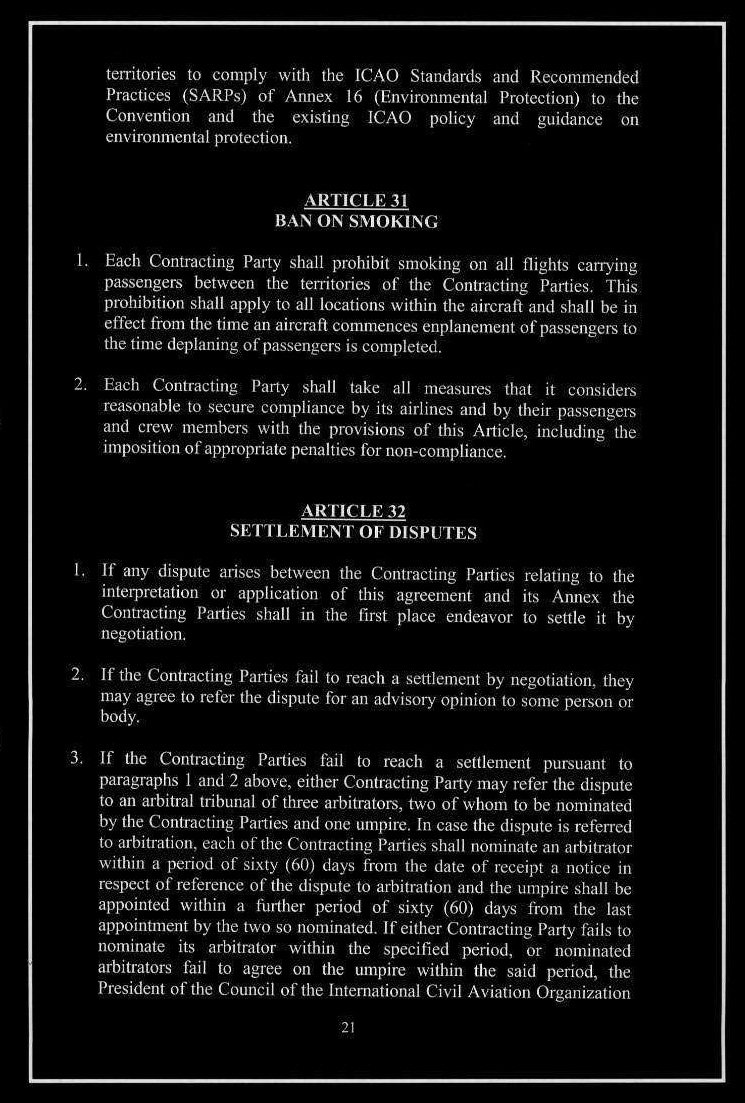 territories to comply with the ICAO Standards and Recommended
Practices (SARPs) of Annex 16 (Environmental Protection) to the
Convention and the existing ICAO policy and guidance on
environmental protection.
ARTICLE 31
BAN ON SMOKING
1. Each Contracting Party shall prohibit smoking on all flights carrying
passengers between the territories of the Contracting Parties. This
prohibition shall apply to all locations within the aircraft and shall be in
effect from the time an aircraft commences enplanement of passengers to
the time deplaning of passengers is completed.
2. Each Contracting Party shall take all measures that it considers
reasonable to secure compliance by its airlines and by their passengers
and crew members with the provisions of this Article, including the
imposition of appropriate penalties for non-compliance.
ARTICLE 32
SETTLEMENT OF DISPUTES
1. If any dispute arises between the Contracting Parties relating to the
interpretation or application of this agreement and its Annex the
Contracting Parties shall in the first place endeavor to settle it by
negotiation.
2. If the Contracting Parties fail to reach a settlement by negotiation, they
may agree to refer the dispute for an advisory opinion to some person or
body.
3. If the Contracting Parties fail to reach a settlement pursuant to
paragraphs 1 and 2 above, either Contracting Party may refer the dispute
to an arbitral tribunal of three arbitrators, two of whom to be nominated
by the Contracting Parties and one umpire. In case the dispute is referred
to arbitration, each of the Contracting Parties shall nominate an arbitrator
within a period of sixty (60) days from the date of receipt a notice in
respect of reference of the dispute to arbitration and the umpire shall be
appointed within a further period of sixty (60) days from the last
appointment by the two so nominated. If either Contracting Party fails to
nominate its arbitrator within the specified period, or nominated
arbitrators fail to agree on the umpire within the said period, the
President of the Council of the International Civil Aviation Organization
21